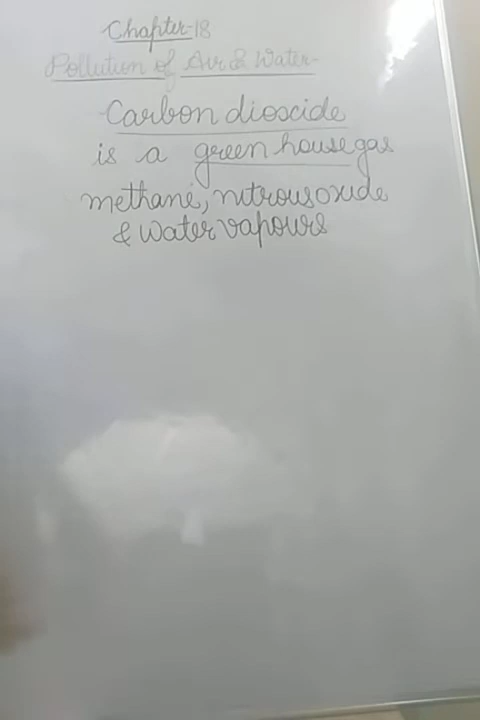 Chapter-18
Pollution of Air & Water-
Carbon dioxide
is a green house gas
methane, nitrous oxide
& water vapours